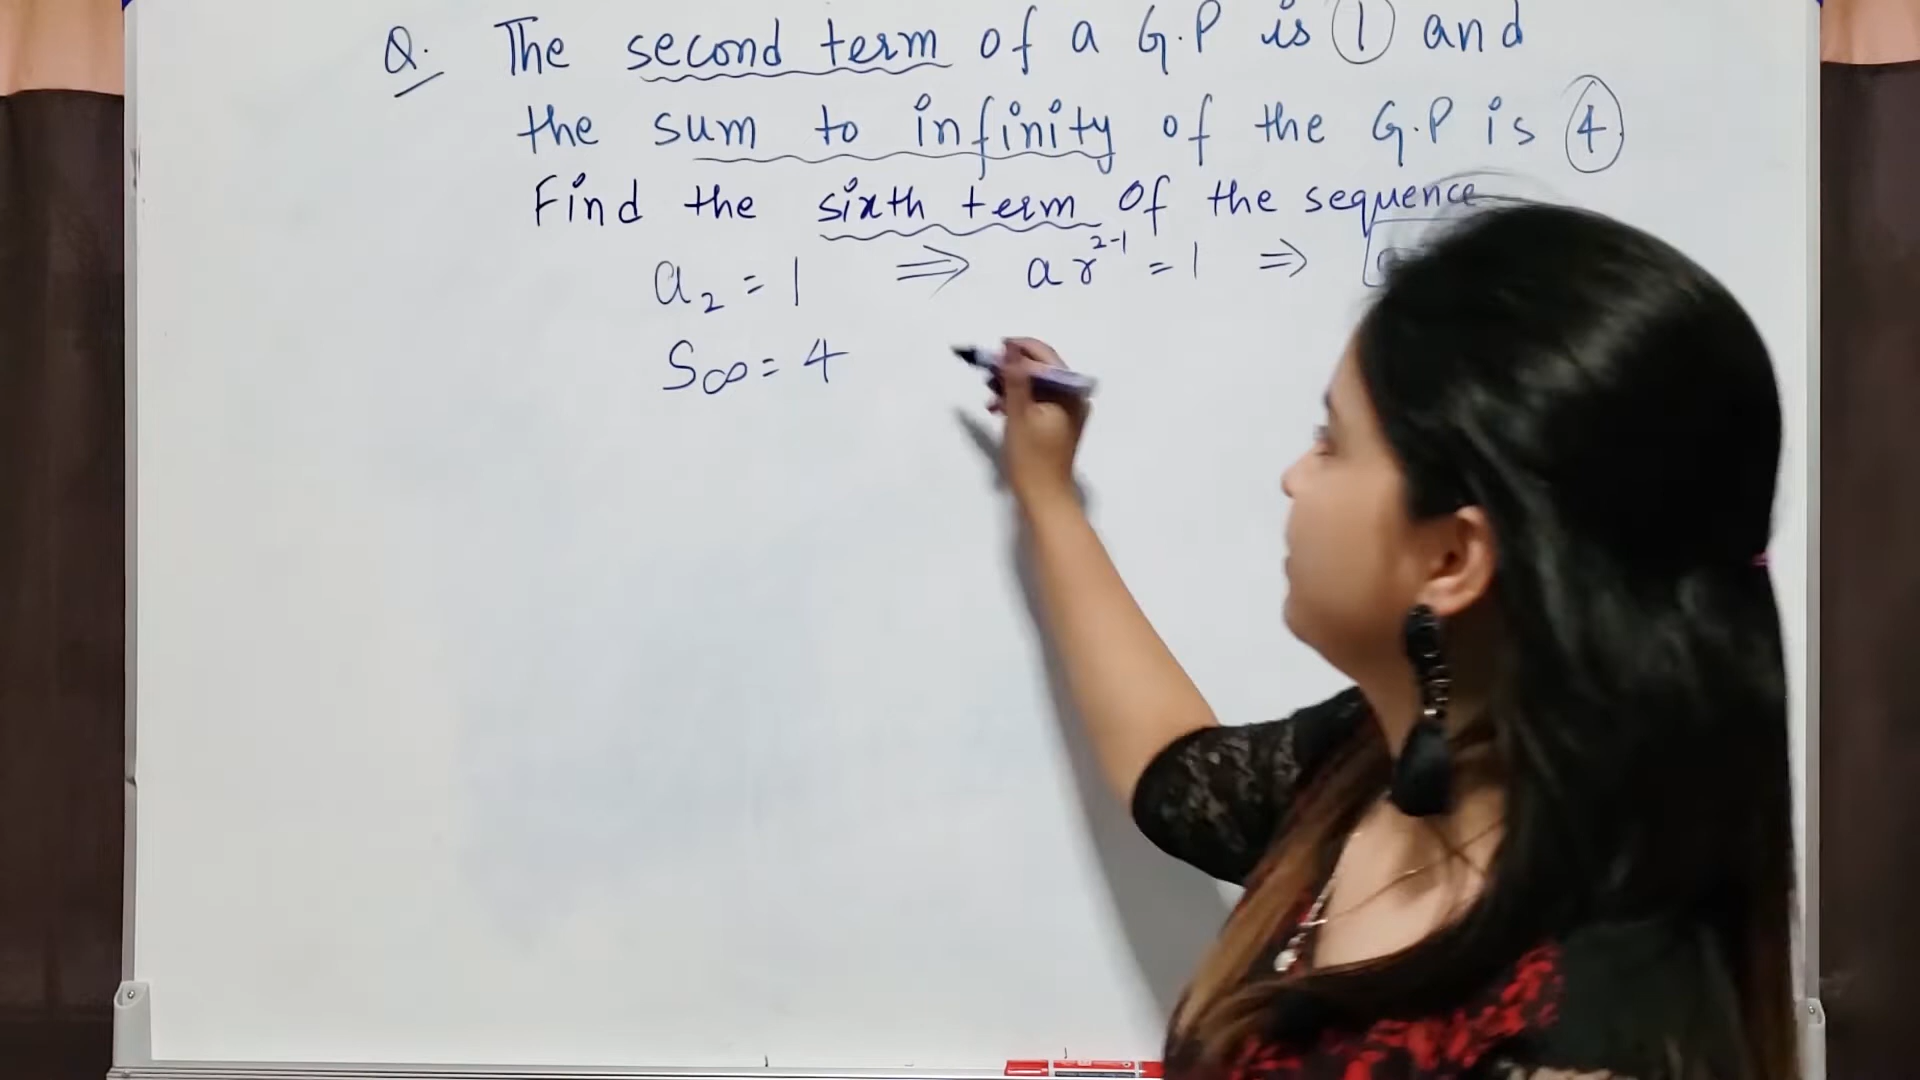 Q. The second term of a G.P is 1 and
the sum to infinity of the G.P is 4
Find the sixth term of the sequence
a₂ = 1 ⇒ ar²⁻¹ = 1 ⇒
S∞ = 4